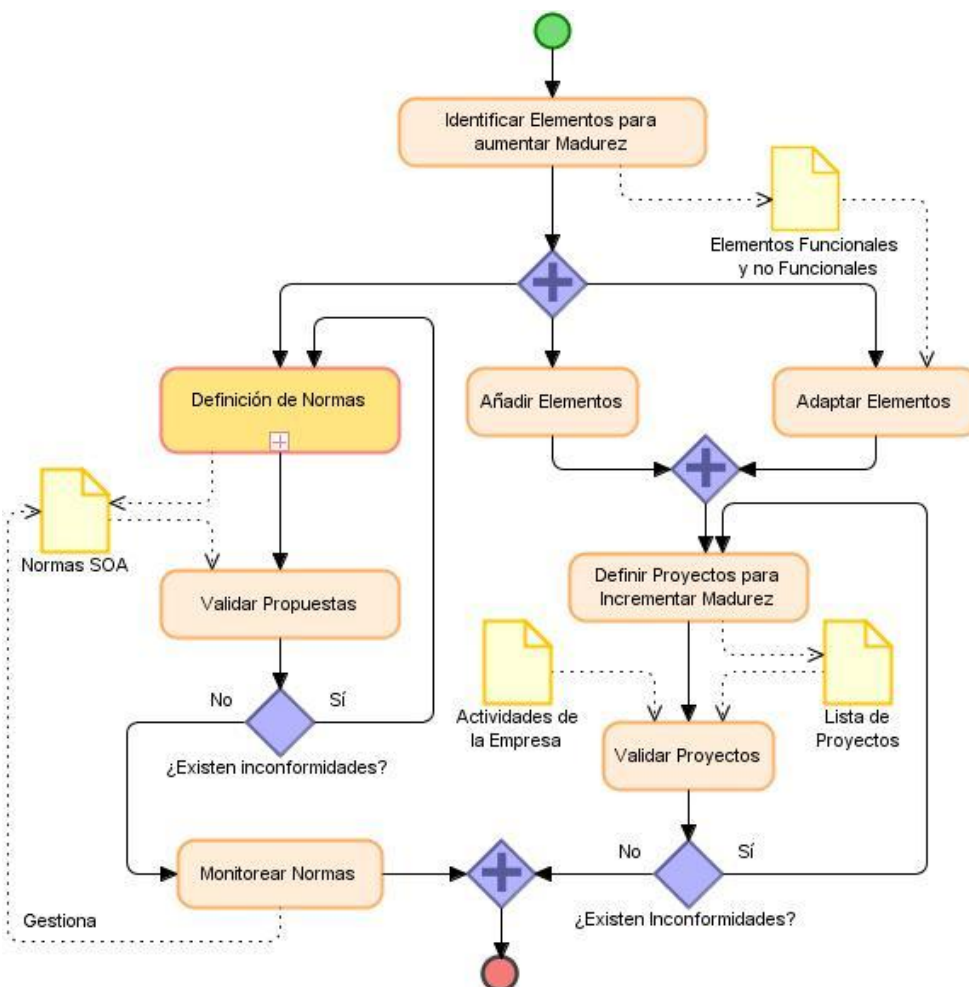 Identificar Elementos para
aumentar Madurez
Elementos Funcionales
y no Funcionales
Definición de Normas
Añadir Elementos
Adaptar Elementos
Normas SOA
Validar Propuestas
Definir Proyectos para
Incrementar Madurez
No
Sí
¿Existen inconformidades?
Actividades de
la Empresa
Lista de
Proyectos
Validar Proyectos
Monitorear Normas
No
Sí
¿Existen Inconformidades?
Gestiona